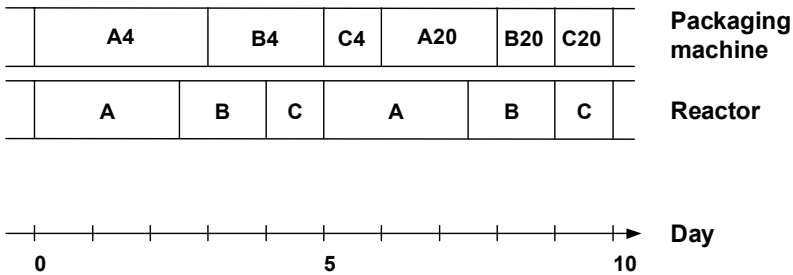 A4 B4 C4 A20 B20 C20
Packaging
machine
A B C A B C
Reactor
Day
0 5 10